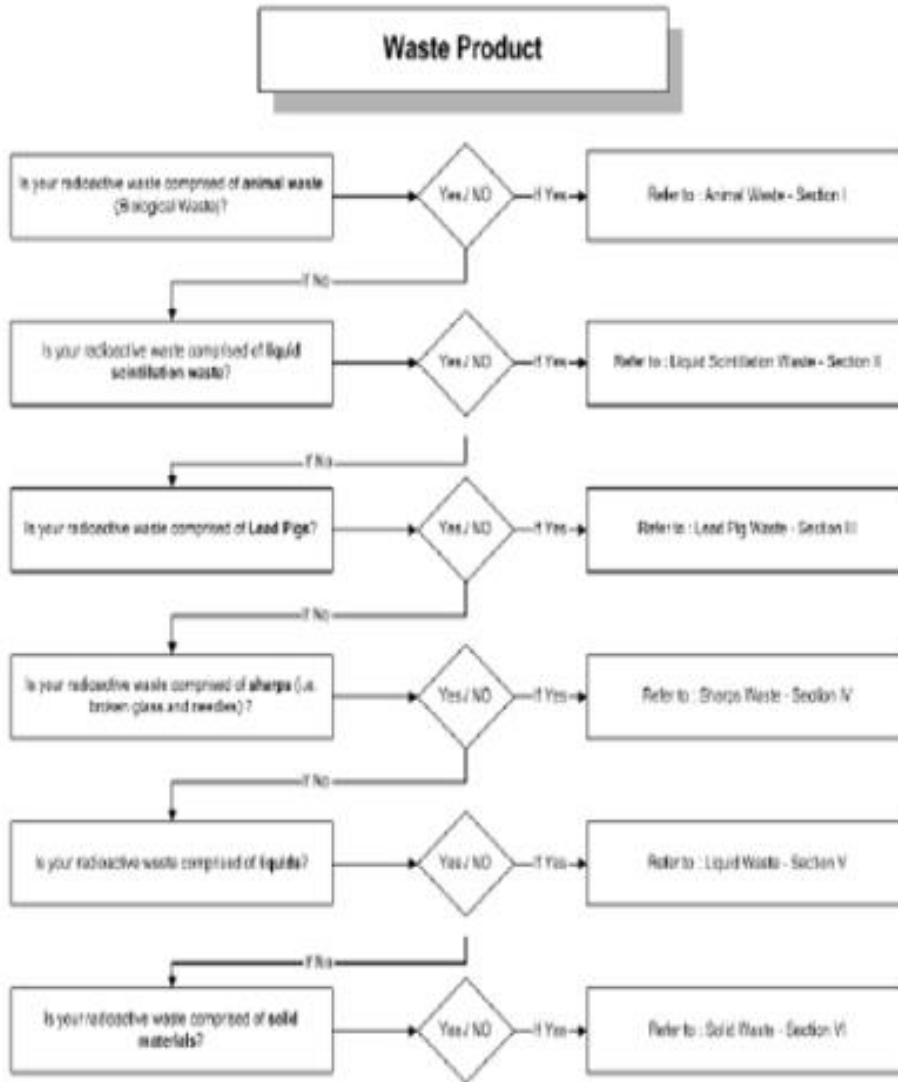 Waste Product
Is your radioactive waste comprised of animal waste
(Biological Waste)?
Yes / NO
If Yes
Refer to : Animal Waste - Section I
If No
Is your radioactive waste comprised of liquid
scintillation waste?
Yes / NO
If Yes
Refer to : Liquid Scintillation Waste - Section II
If No
Is your radioactive waste comprised of Lead Pigs?
Yes / NO
If Yes
Refer to : Lead Pig Waste - Section III
If No
Is your radioactive waste comprised of sharps (i.e.
broken glass and needles) ?
Yes / NO
If Yes
Refer to : Sharps Waste - Section IV
If No
Is your radioactive waste comprised of liquids?
Yes / NO
If Yes
Refer to : Liquid Waste - Section V
If No
Is your radioactive waste comprised of solid
materials?
Yes / NO
If Yes
Refer to : Solid Waste - Section VI